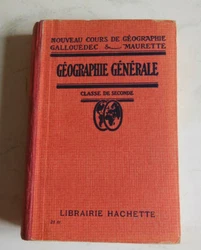 NOUVEAU COURS DE GÉOGRAPHIE
GALLOUÉDEC & MAURETTE
GÉOGRAPHIE GÉNÉRALE
CLASSE DE SECONDE
LIBRAIRIE HACHETTE